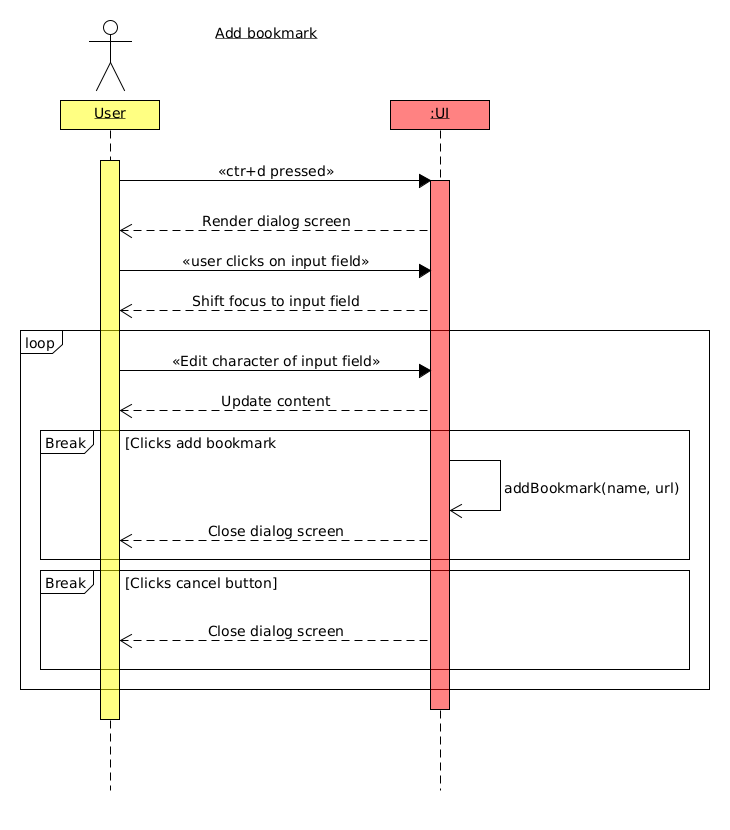 Add bookmark
User
:UI
«ctr+d pressed»
Render dialog screen
«user clicks on input field»
Shift focus to input field
loop
«Edit character of input field»
Update content
Break
[Clicks add bookmark
addBookmark(name, url)
Close dialog screen
Break
[Clicks cancel button]
Close dialog screen